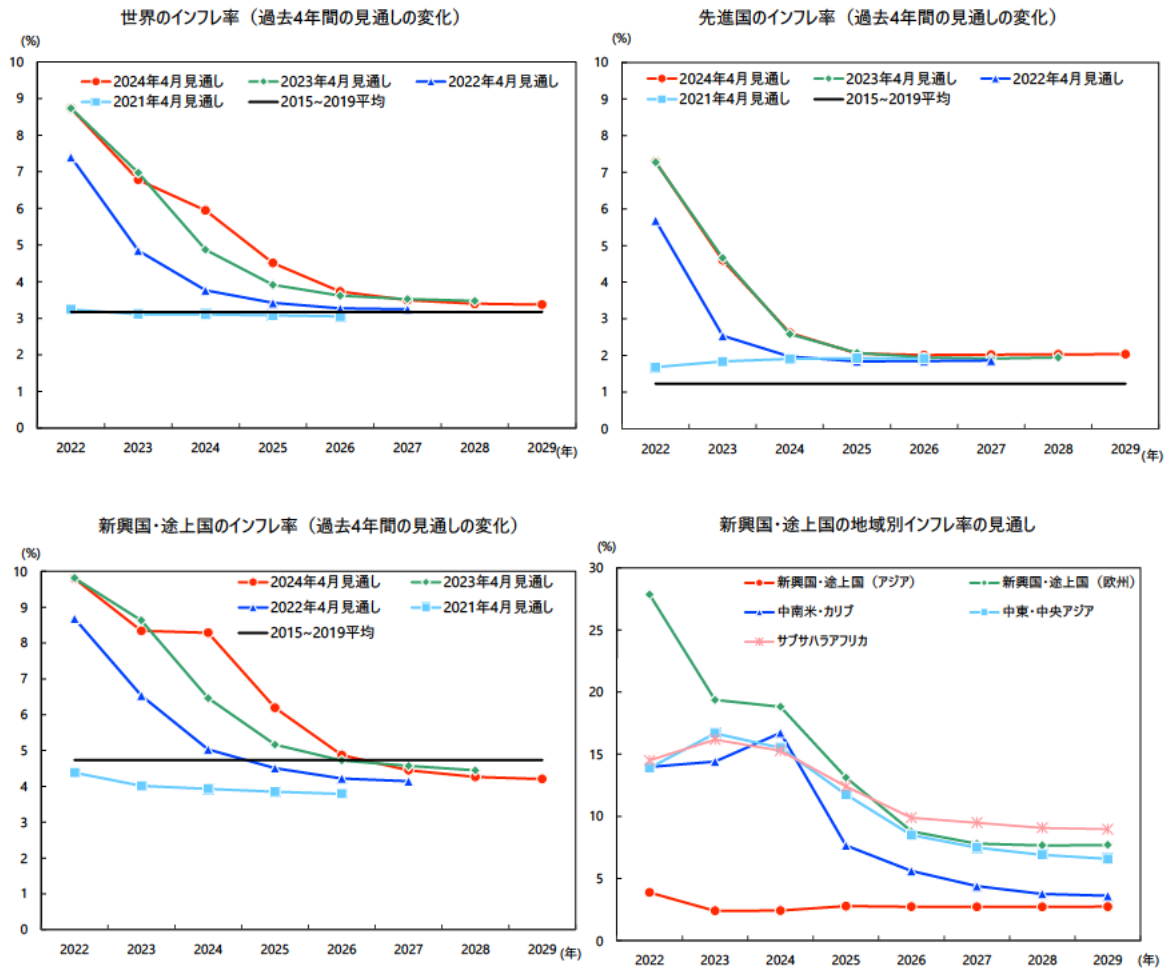 世界のインフレ率（過去4年間の見通しの変化）
(%)
2024年4月見通し 2023年4月見通し 2022年4月見通し
2021年4月見通し 2015~2019平均
10
9
8
7
6
5
4
3
2
1
0
2022 2023 2024 2025 2026 2027 2028 2029 (年)
先進国のインフレ率（過去4年間の見通しの変化）
(%)
2024年4月見通し 2023年4月見通し 2022年4月見通し
2021年4月見通し 2015~2019平均
10
9
8
7
6
5
4
3
2
1
0
2022 2023 2024 2025 2026 2027 2028 2029 (年)
新興国・途上国のインフレ率（過去4年間の見通しの変化）
(%)
2024年4月見通し 2023年4月見通し
2022年4月見通し 2021年4月見通し
2015~2019平均
10
9
8
7
6
5
4
3
2
1
0
2022 2023 2024 2025 2026 2027 2028 2029 (年)
新興国・途上国の地域別インフレ率の見通し
(%)
新興国・途上国（アジア） 新興国・途上国（欧州）
中南米・カリブ 中東・中央アジア
サブサハラアフリカ
30
25
20
15
10
5
0
2022 2023 2024 2025 2026 2027 2028 2029 (年)